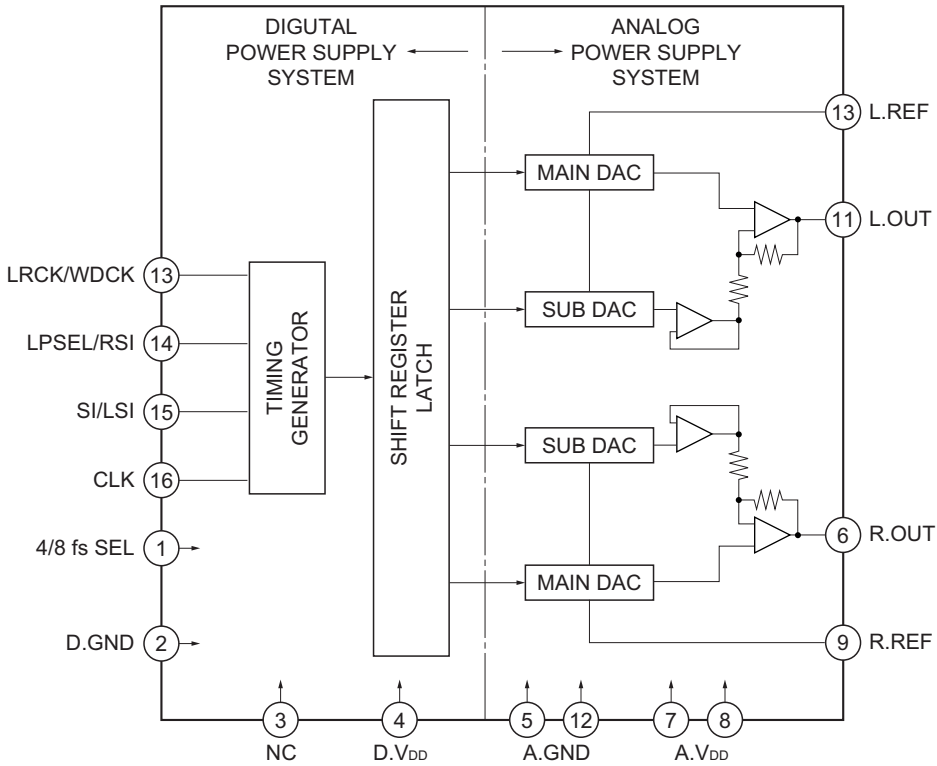 DIGUTAL
POWER SUPPLY
SYSTEM
ANALOG
POWER SUPPLY
SYSTEM
13 L.REF
MAIN DAC
11 L.OUT
LRCK/WDCK 13
SUB DAC
LPSEL/RSI 14
TIMING
GENERATOR
SHIFT REGISTER
LATCH
SI/LSI 15
SUB DAC
CLK 16
4/8 fs SEL 1
6 R.OUT
MAIN DAC
D.GND 2
9 R.REF
3
NC
4
D.VDD
5 12
A.GND
7 8
A.VDD